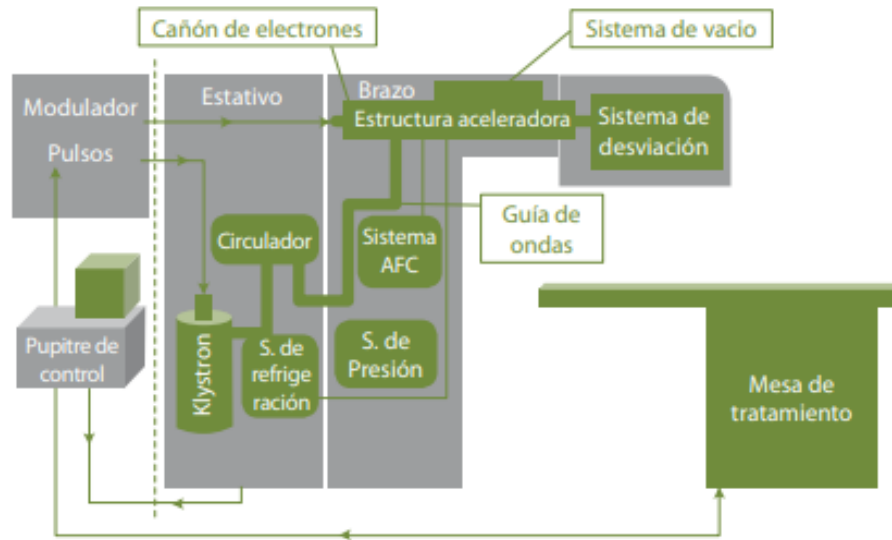 Cañón de electrones
Sistema de vacio
Modulador
Pulsos
Estativo
Brazo
Estructura aceleradora
Sistema de
desviación
Guía de
ondas
Circulador
Sistema
AFC
Pupitre de
control
Klystron
S. de
refrige
ración
S. de
Presión
Mesa de
tratamiento